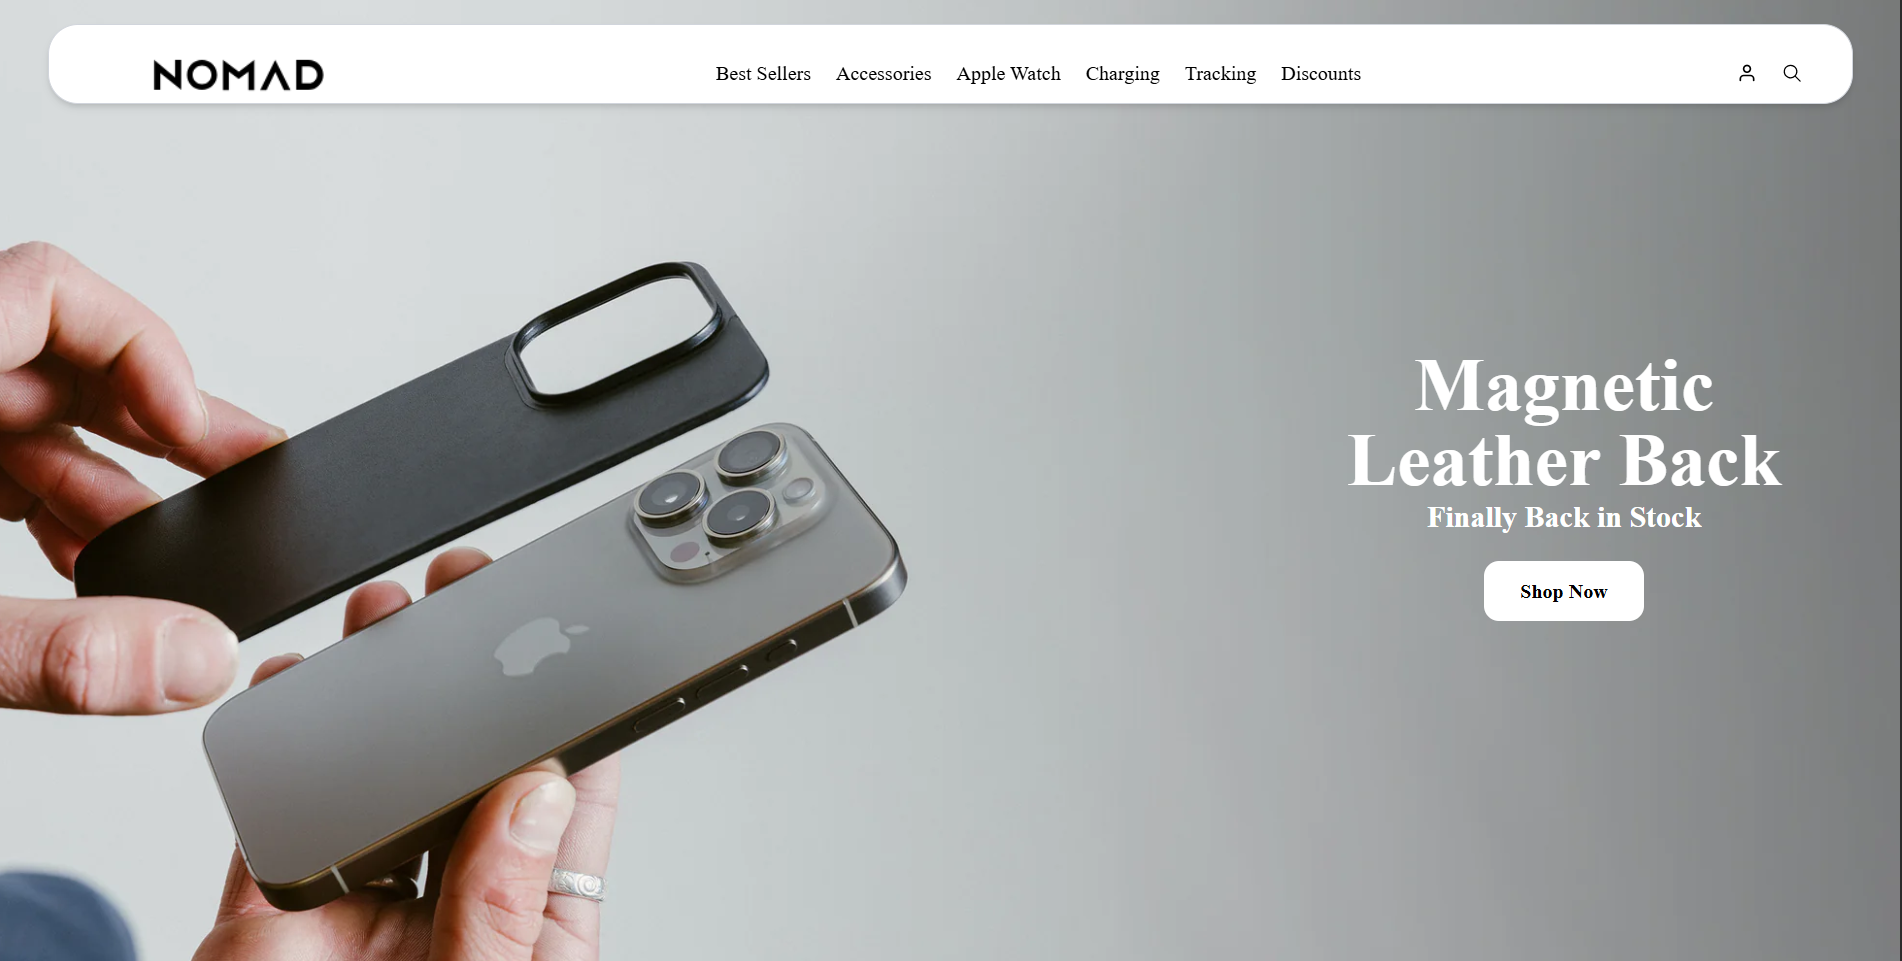 NOMAD
Best Sellers Accessories Apple Watch Charging Tracking Discounts
Magnetic
Leather Back
Finally Back in Stock
Shop Now